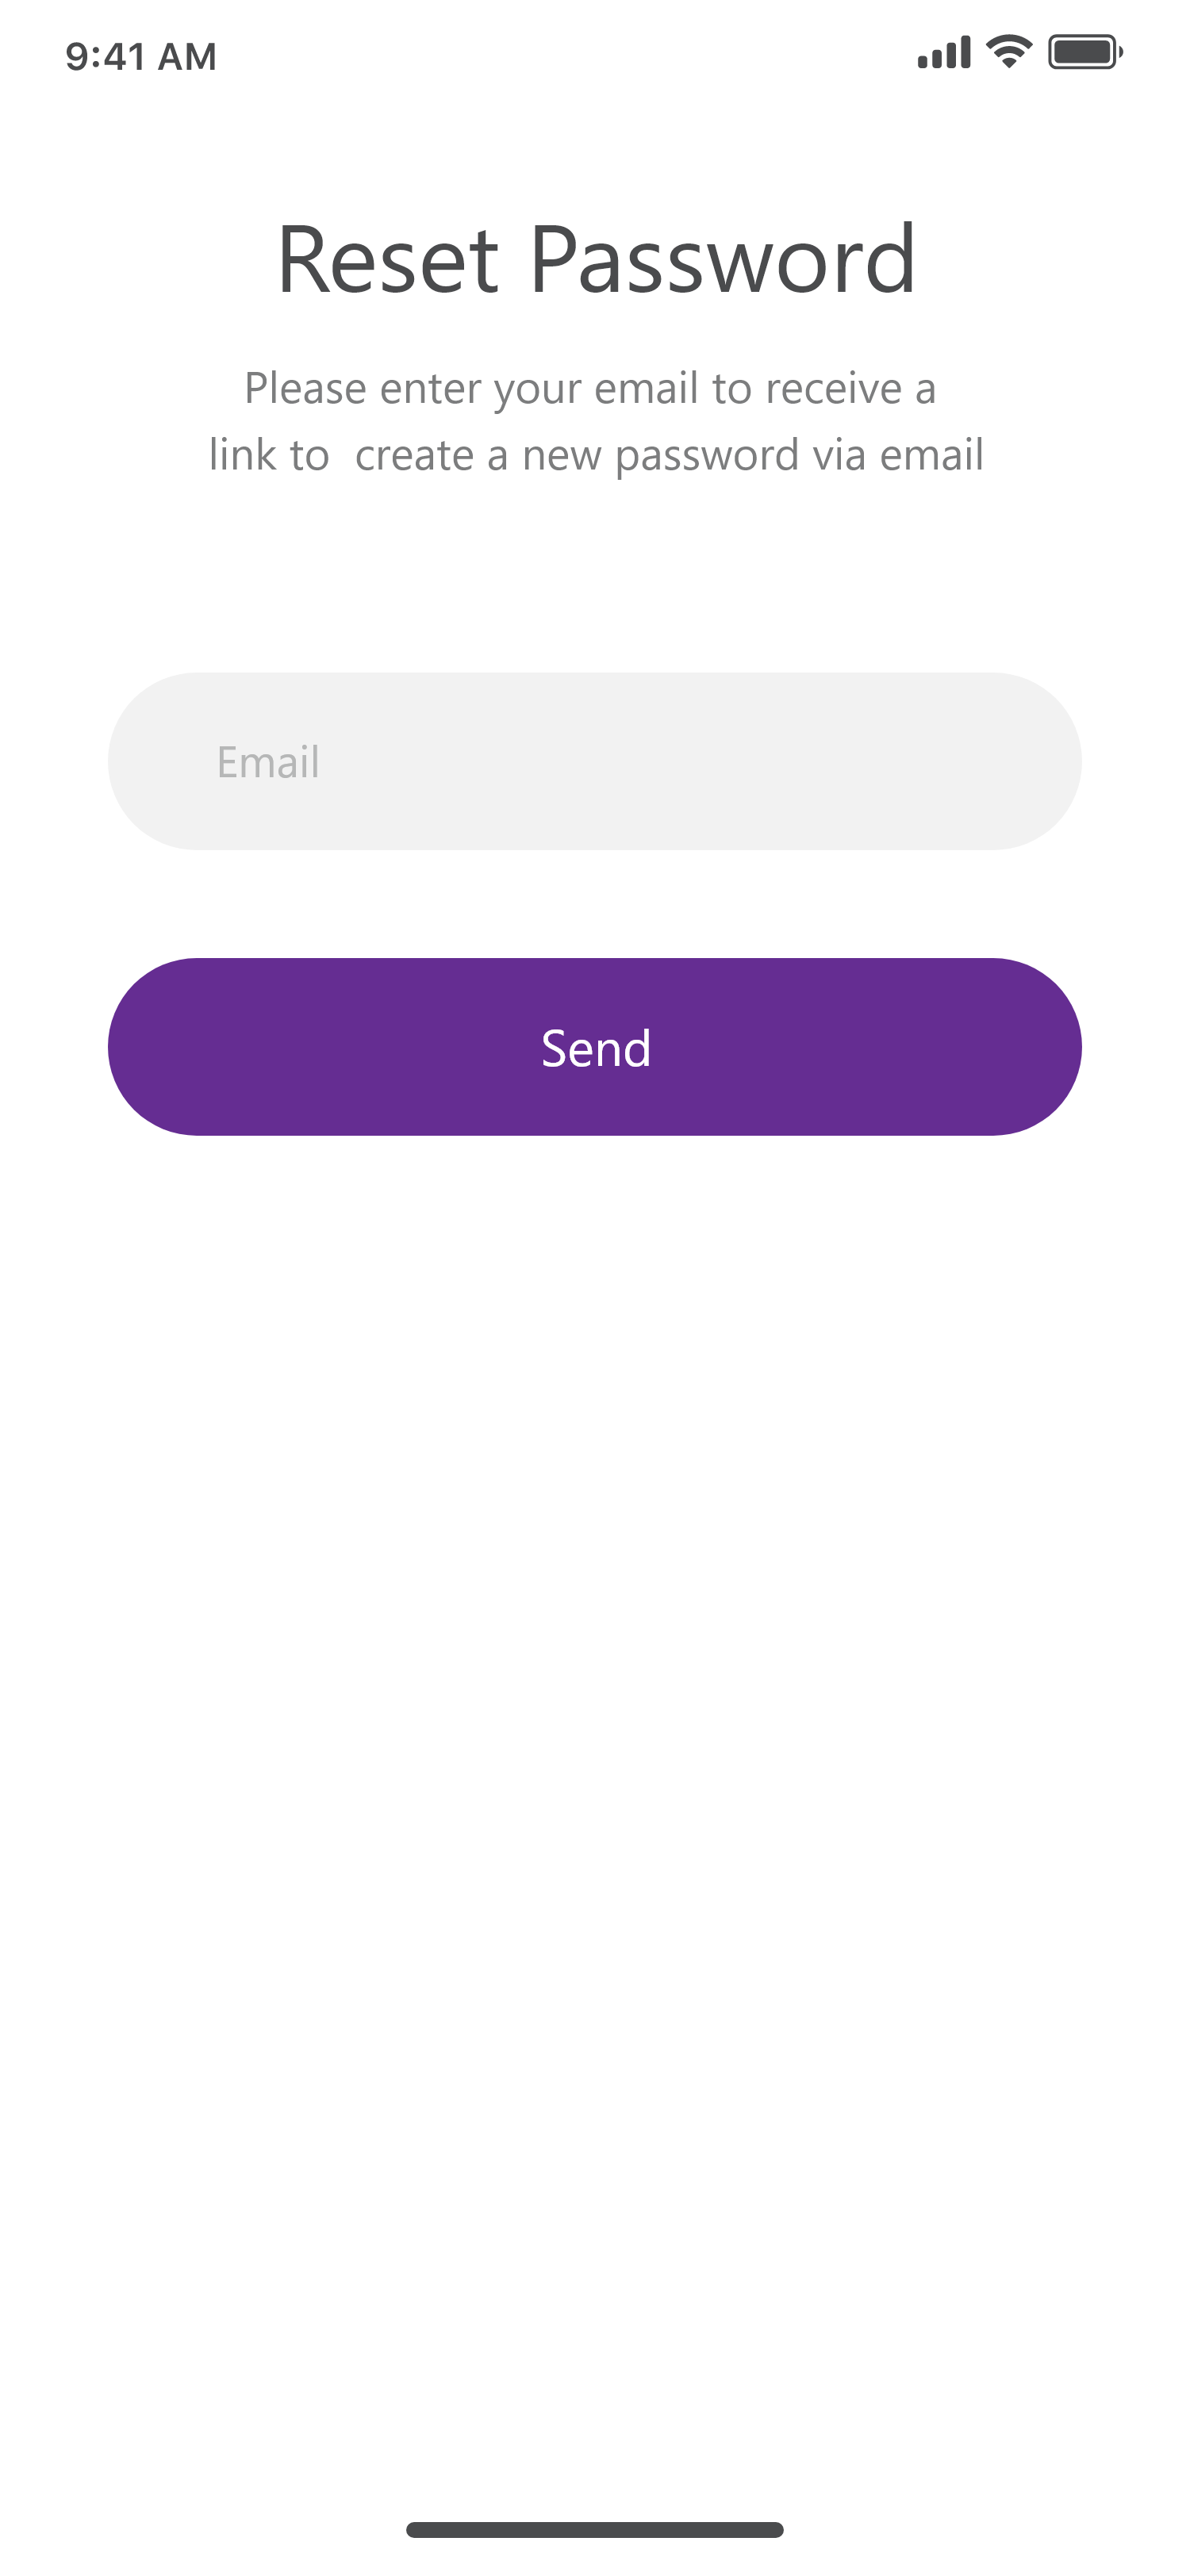 9:41 AM
Reset Password
Please enter your email to receive a
link to  create a new password via email
Email
Send